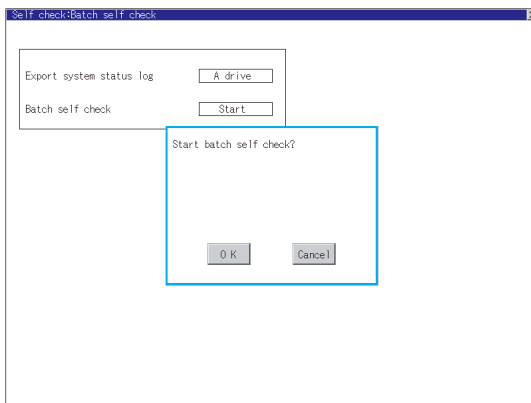 Self check:Batch self check
Export system status log A drive
Batch self check Start
Start batch self check?
OK Cancel